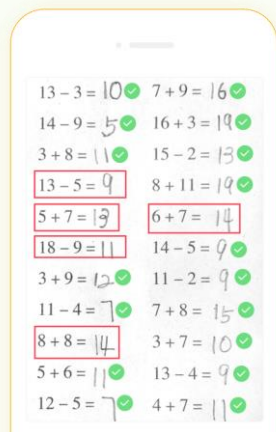 13 − 3 = 10 7 + 9 = 16
14 − 9 = 5 16 + 3 = 19
3 + 8 = 11 15 − 2 = 13
13 − 5 = 9 8 + 11 = 19
5 + 7 = 13 6 + 7 = 14
18 − 9 = 11 14 − 5 = 9
3 + 9 = 12 11 − 2 = 9
11 − 4 = 7 7 + 8 = 15
8 + 8 = 14 3 + 7 = 10
5 + 6 = 11 13 − 4 = 9
12 − 5 = 7 4 + 7 = 11